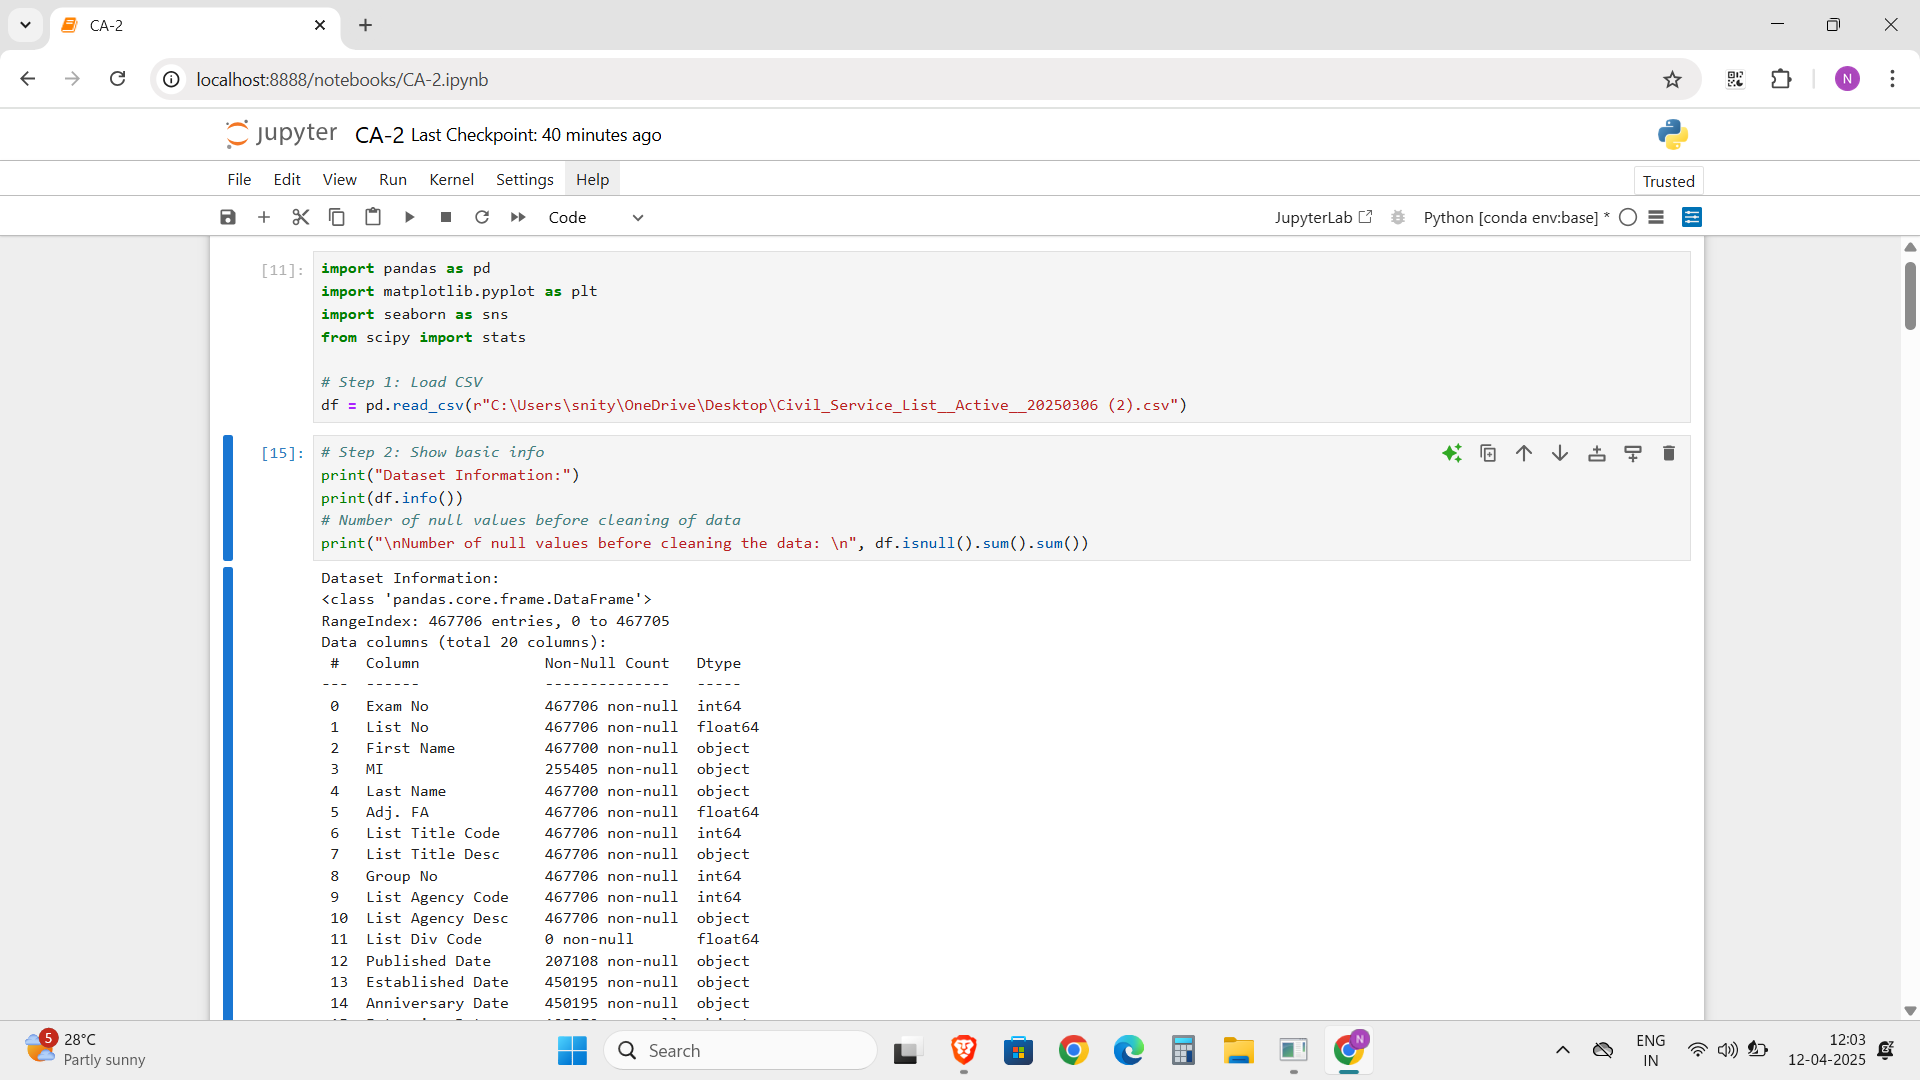 CA-2
localhost:8888/notebooks/CA-2.ipynb
N
jupyter CA-2 Last Checkpoint: 40 minutes ago
File Edit View Run Kernel Settings Help
Trusted
Code
JupyterLab
Python [conda env:base] *
[11]:
import pandas as pd
import matplotlib.pyplot as plt
import seaborn as sns
from scipy import stats
# Step 1: Load CSV
df = pd.read_csv(r"C:\Users\snity\OneDrive\Desktop\Civil_Service_List__Active__20250306 (2).csv")
[15]:
# Step 2: Show basic info
print("Dataset Information:")
print(df.info())
# Number of null values before cleaning of data
print("\nNumber of null values before cleaning the data: \n", df.isnull().sum().sum())
Dataset Information:
<class 'pandas.core.frame.DataFrame'>
RangeIndex: 467706 entries, 0 to 467705
Data columns (total 20 columns):
# Column Non-Null Count Dtype
--- ------ -------------- -----
0 Exam No 467706 non-null int64
1 List No 467706 non-null float64
2 First Name 467700 non-null object
3 MI 255405 non-null object
4 Last Name 467700 non-null object
5 Adj. FA 467706 non-null float64
6 List Title Code 467706 non-null int64
7 List Title Desc 467706 non-null object
8 Group No 467706 non-null int64
9 List Agency Code 467706 non-null int64
10 List Agency Desc 467706 non-null object
11 List Div Code 0 non-null float64
12 Published Date 207108 non-null object
13 Established Date 450195 non-null object
14 Anniversary Date 450195 non-null object
5
28°C
Partly sunny
Search
N
ENG
IN
12:03
12-04-2025